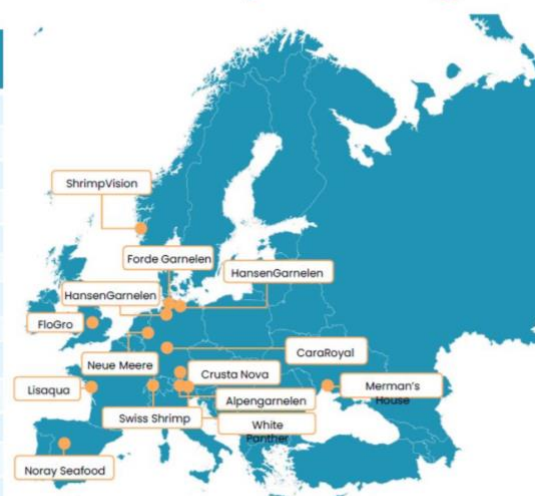 ShrimpVision
Forde Garnelen
HansenGarnelen
HansenGarnelen
FloGro
Neue Meere
CaraRoyal
Crusta Nova
Lisaqua
Merman's
House
Alpengarnelen
Swiss Shrimp
White
Panther
Noray Seafood